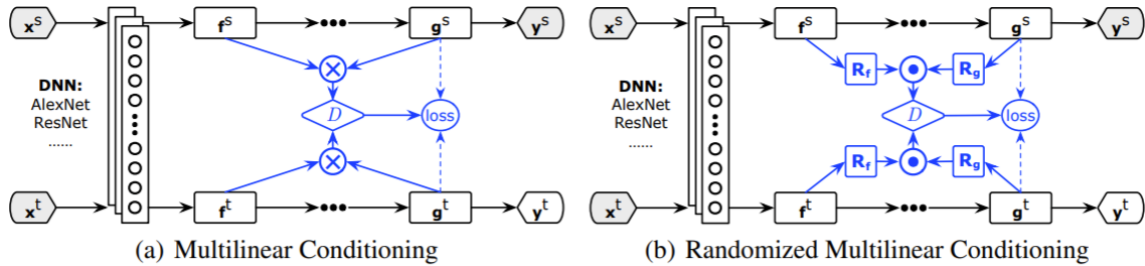 x^s f^s ••• g^s y^s
⊗
DNN:
AlexNet
ResNet
......
D loss
⊗
x^t f^t ••• g^t y^t
(a) Multilinear Conditioning
x^s f^s ••• g^s y^s
R_f ⊙ R_g
DNN:
AlexNet
ResNet
......
D loss
R_f ⊙ R_g
x^t f^t ••• g^t y^t
(b) Randomized Multilinear Conditioning